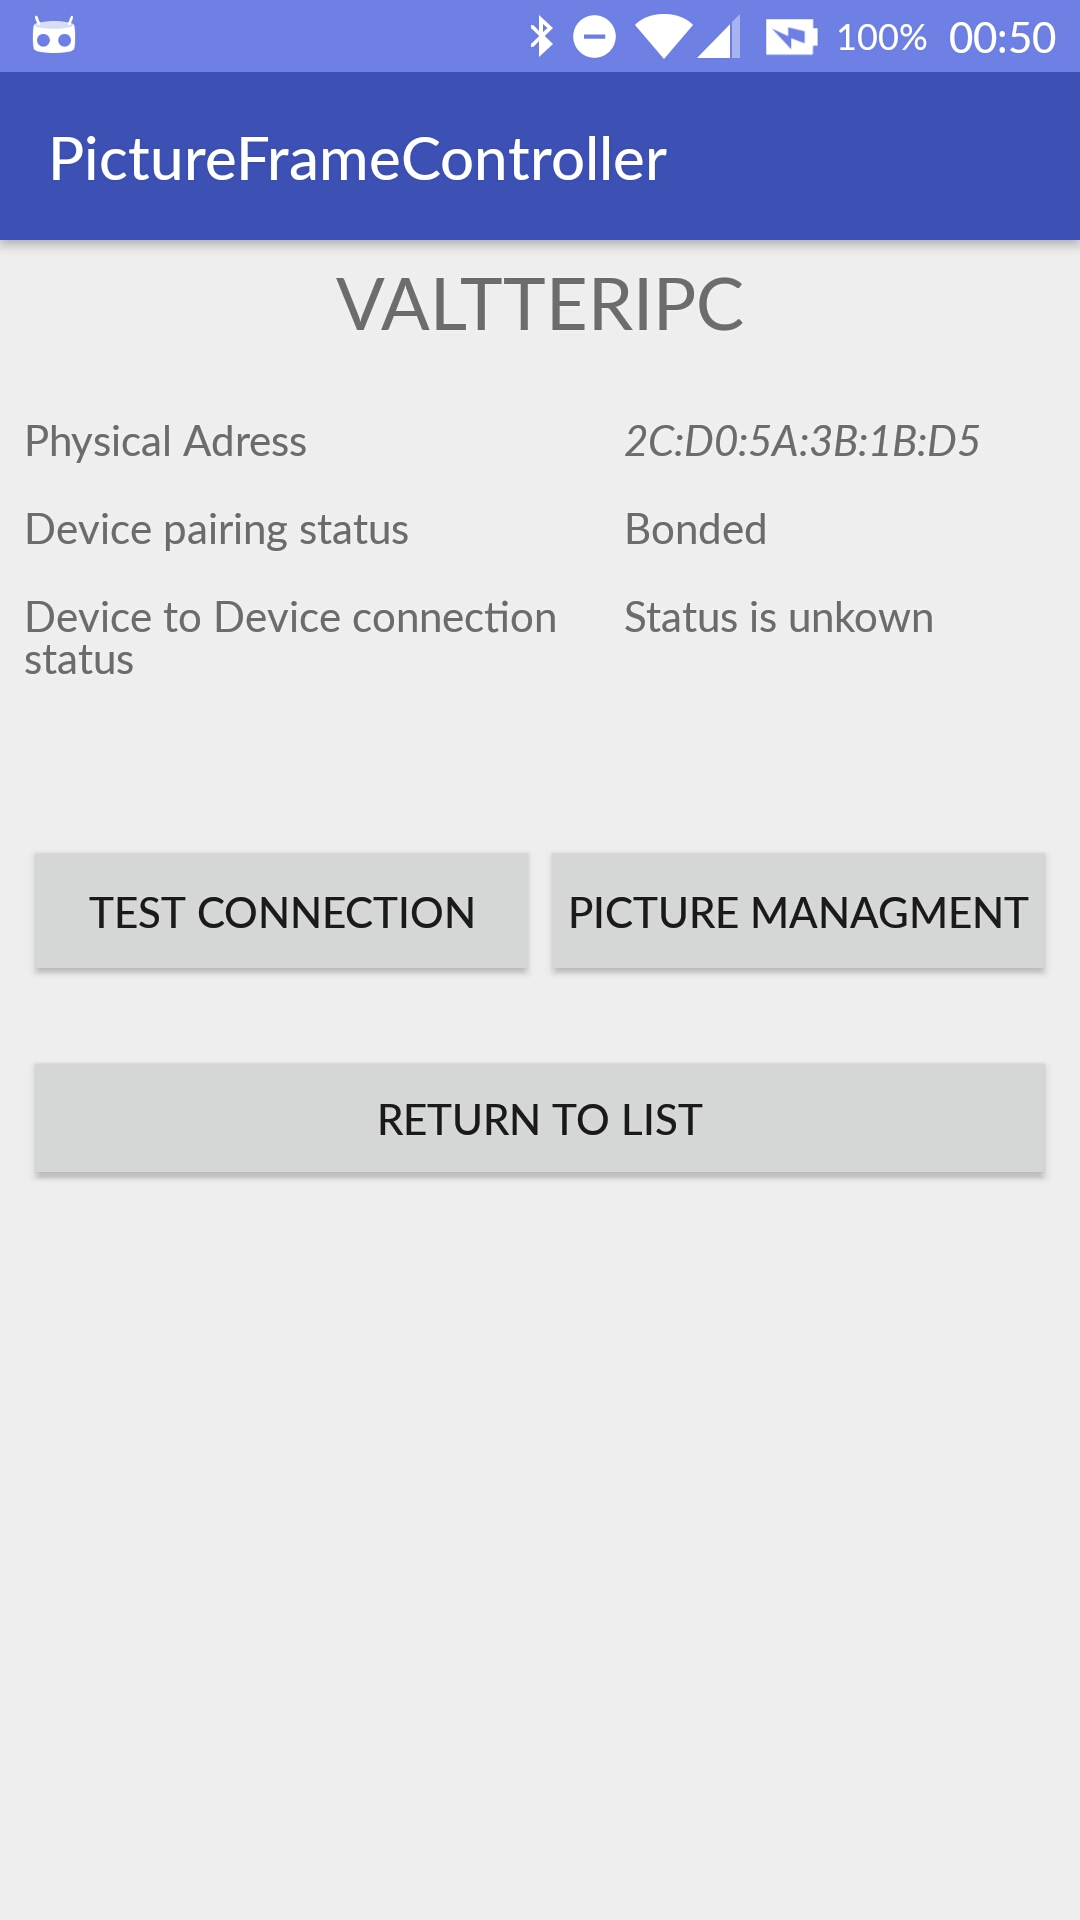 100% 00:50
PictureFrameController
VALTTERIPC
Physical Adress 2C:D0:5A:3B:1B:D5
Device pairing status Bonded
Device to Device connection Status is unkown
status
TEST CONNECTION PICTURE MANAGMENT
RETURN TO LIST